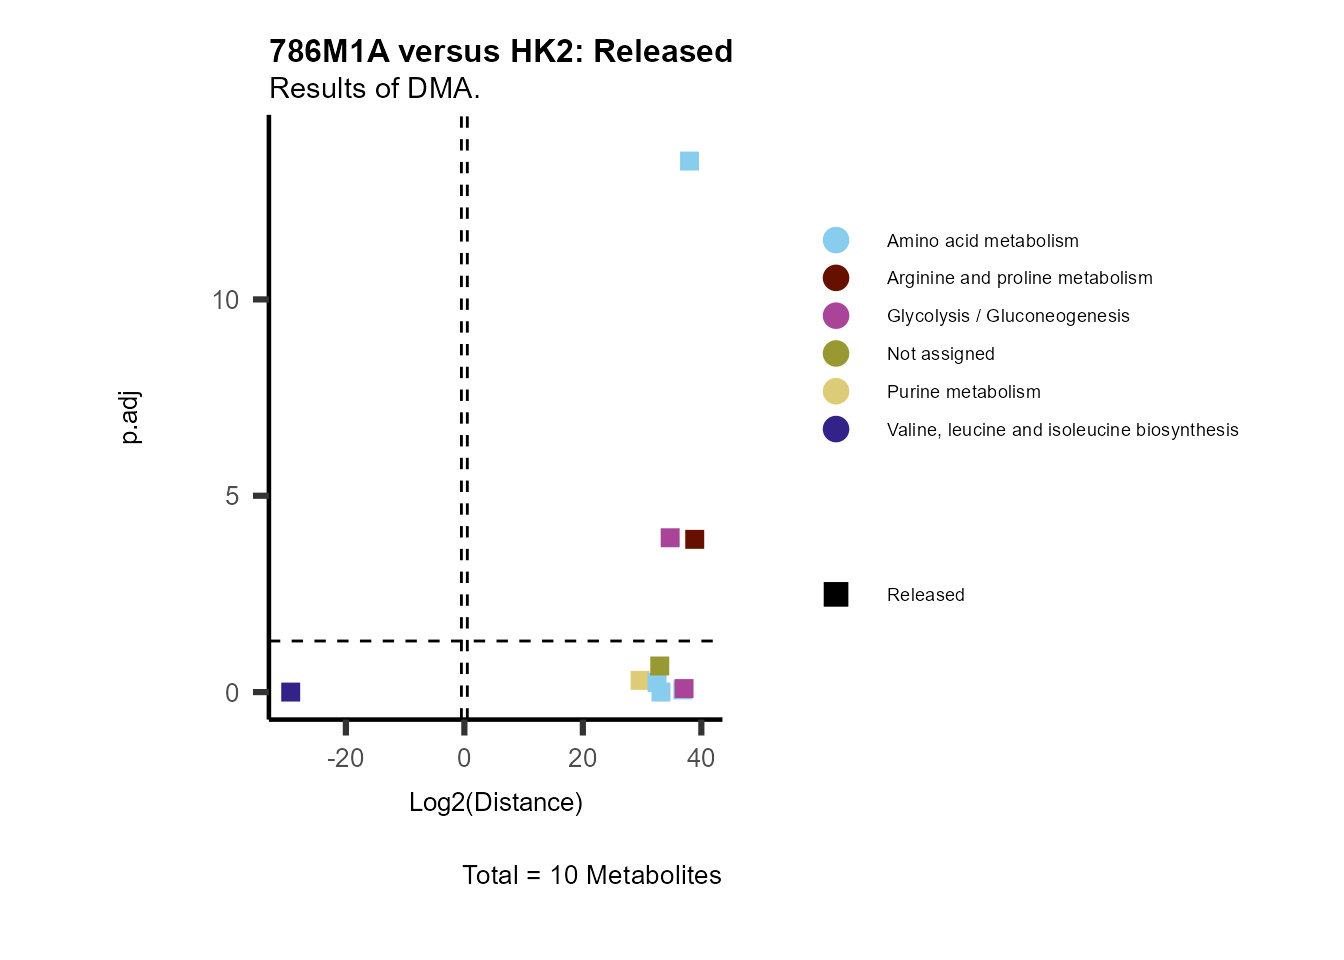 786M1A versus HK2: Released
Results of DMA.
10
5
0
p.adj
-20 0 20 40
Log2(Distance)
Total = 10 Metabolites
Amino acid metabolism
Arginine and proline metabolism
Glycolysis / Gluconeogenesis
Not assigned
Purine metabolism
Valine, leucine and isoleucine biosynthesis
Released